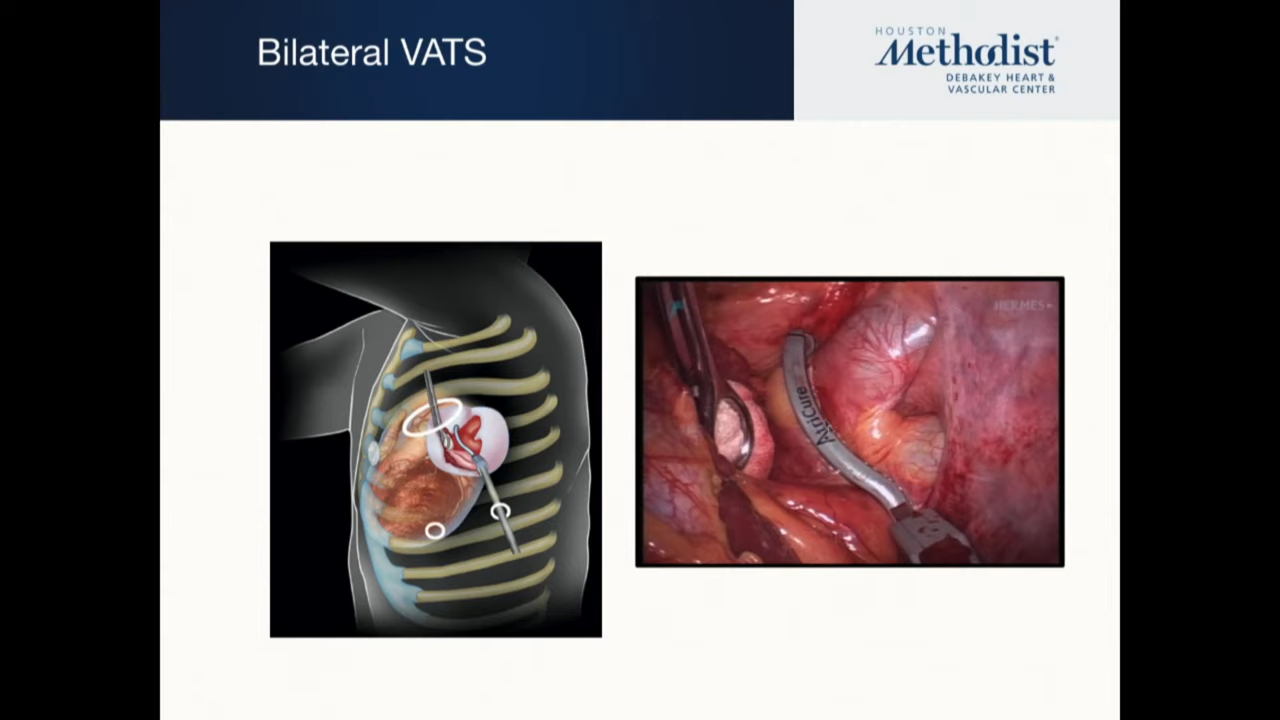 Bilateral VATS
HOUSTON
Methodist
DEBAKEY HEART &
VASCULAR CENTER
HERMES
AtriCure